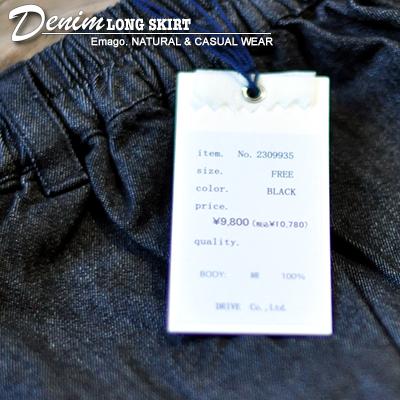 Denim LONG SKIRT
Emago. NATURAL & CASUAL WEAR
item. No. 2309935
size. FREE
color. BLACK
price.
¥9,800(税込¥10,780)
quality.
BODY: 綿 100%
DRIVE Co.,Ltd.